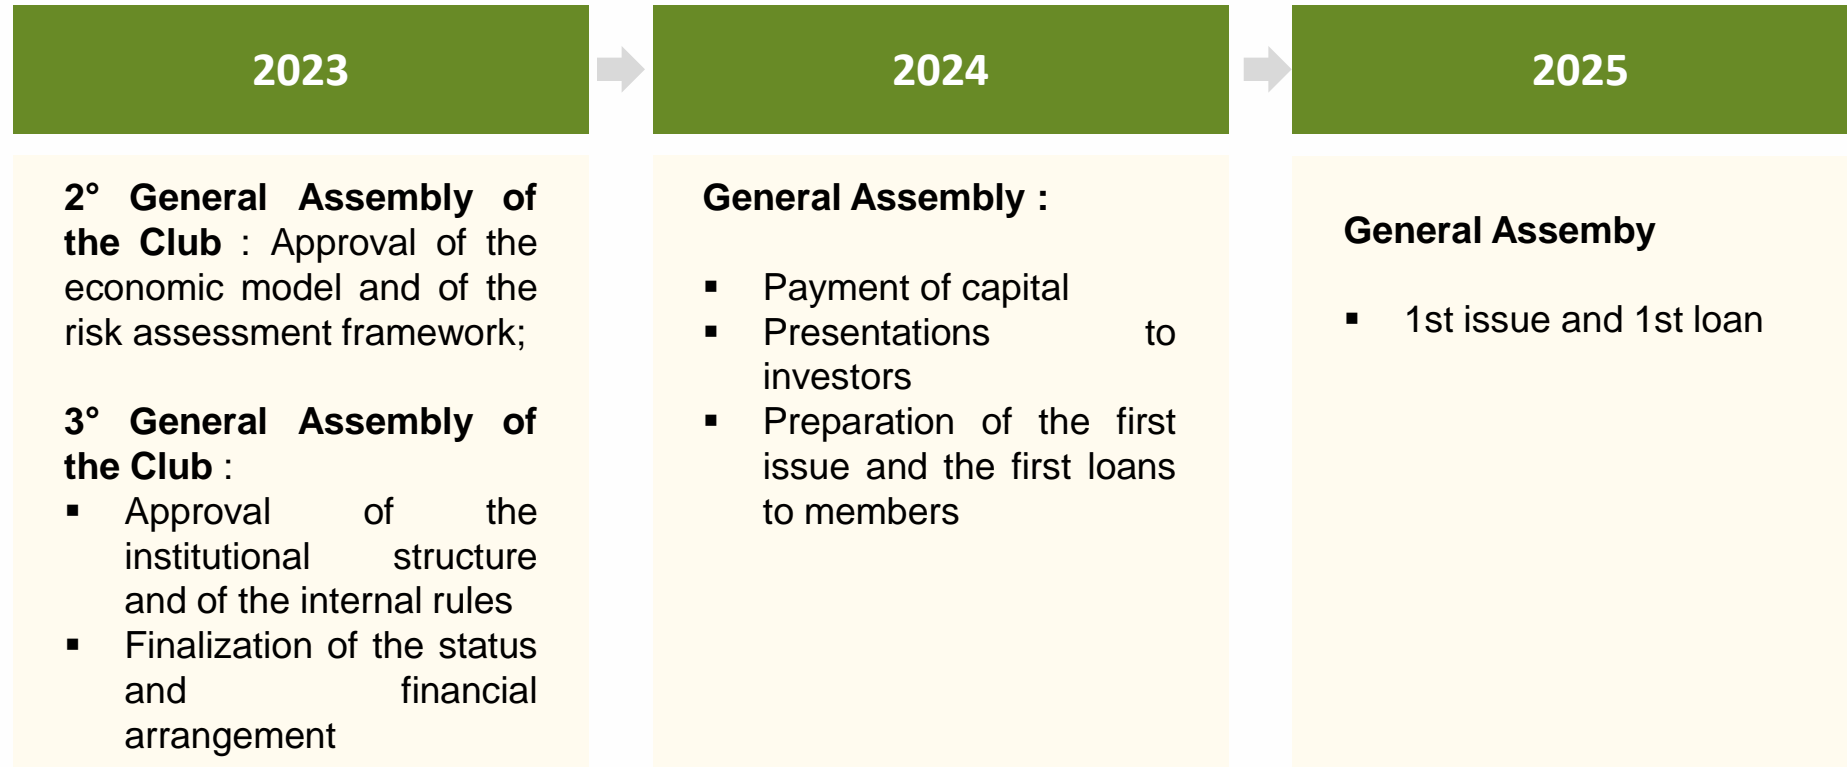 2023
2° General Assembly of
the Club : Approval of the
economic model and of the
risk assessment framework;
3° General Assembly of
the Club :
▪ Approval of the
institutional structure
and of the internal rules
▪ Finalization of the status
and financial
arrangement
2024
General Assembly :
▪ Payment of capital
▪ Presentations to
investors
▪ Preparation of the first
issue and the first loans
to members
2025
General Assemby
▪ 1st issue and 1st loan